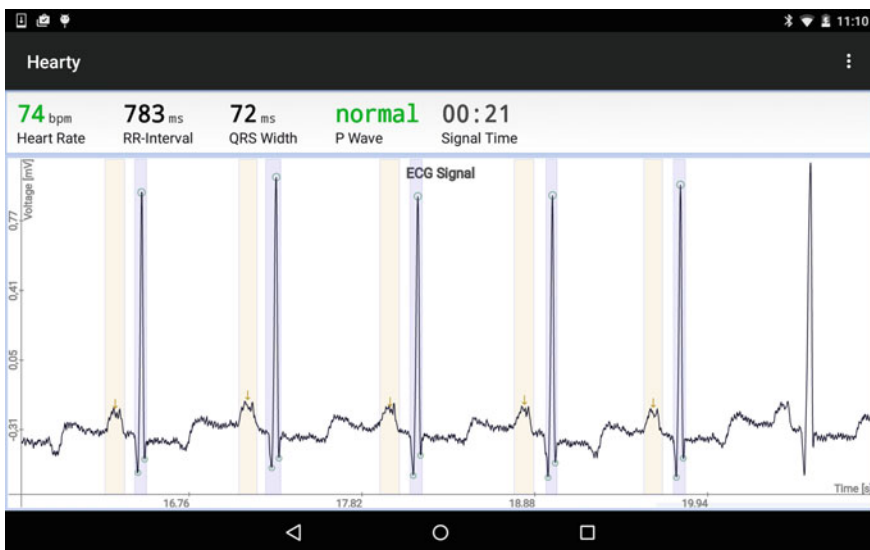 11:10
Hearty
74 bpm 783 ms 72 ms normal 00:21
Heart Rate RR-Interval QRS Width P Wave Signal Time
ECG Signal
Voltage [mV]
0,77
0,41
0,05
-0,31
Time [s]
16.76 17.82 18.88 19.94